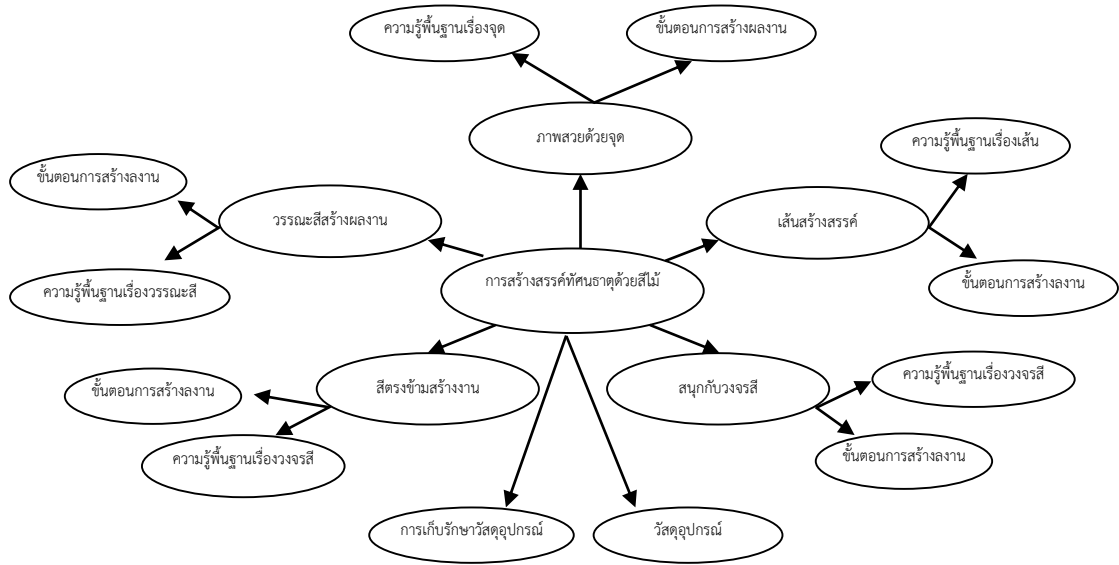 ความรู้พื้นฐานเรื่องจุด
ขั้นตอนการสร้างผลงาน
ภาพสวยด้วยจุด
ความรู้พื้นฐานเรื่องเส้น
ขั้นตอนการสร้างลงาน
วรรณะสีสร้างผลงาน
เส้นสร้างสรรค์
การสร้างสรรค์ทัศนธาตุด้วยสีไม้
ความรู้พื้นฐานเรื่องวรรณะสี
ขั้นตอนการสร้างลงาน
สีตรงข้ามสร้างงาน
สนุกกับวงจรสี
ความรู้พื้นฐานเรื่องวงจรสี
ขั้นตอนการสร้างลงาน
ความรู้พื้นฐานเรื่องวงจรสี
ขั้นตอนการสร้างลงาน
การเก็บรักษาวัสดุอุปกรณ์
วัสดุอุปกรณ์